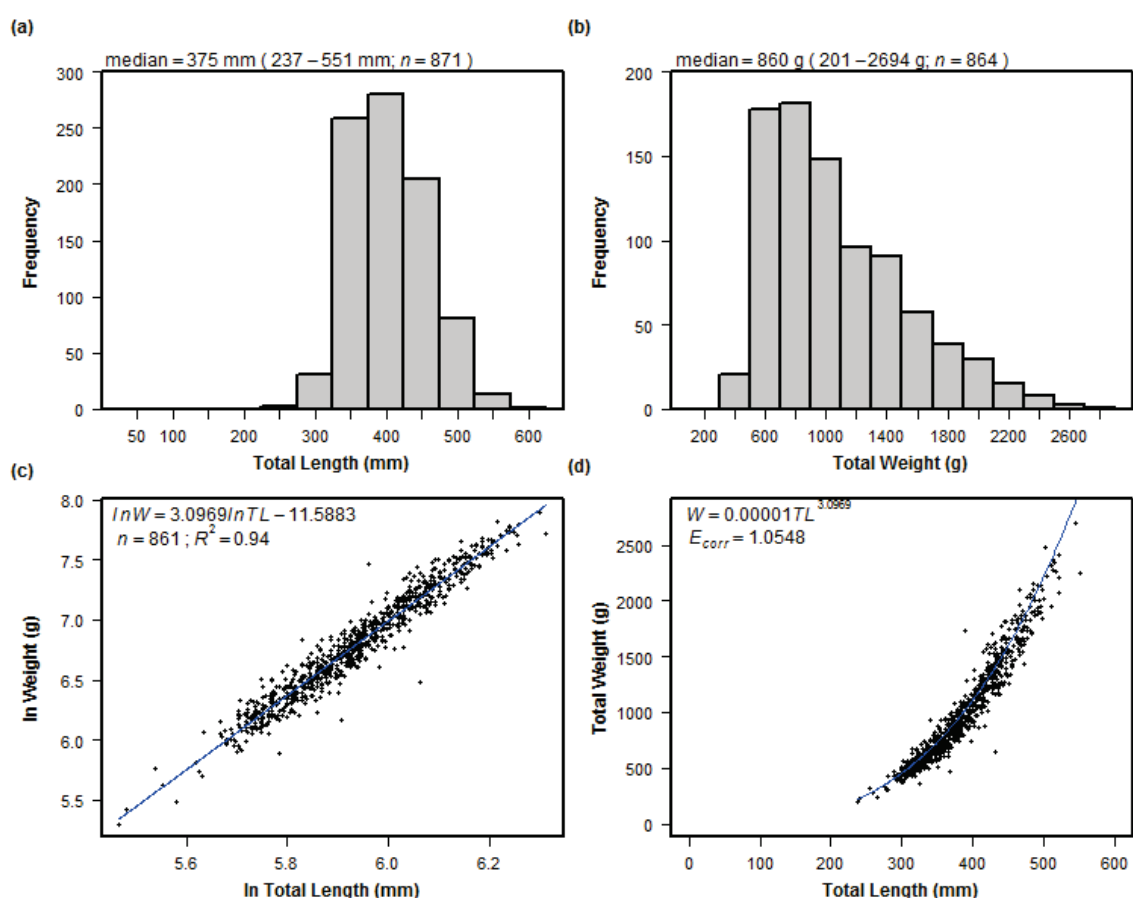 (a)
median = 375 mm ( 237 – 551 mm; n = 871 )
300
250
200
150
100
50
0
Frequency
50 100 200 300 400 500 600
Total Length (mm)
(b)
median = 860 g ( 201 – 2694 g; n = 864 )
200
150
100
50
0
Frequency
200 600 1000 1400 1800 2200 2600
Total Weight (g)
(c)
lnW = 3.0969lnTL – 11.5883
n = 861 ; R² = 0.94
8.0
7.5
7.0
6.5
6.0
5.5
ln Weight (g)
5.6 5.8 6.0 6.2
ln Total Length (mm)
(d)
W = 0.00001TL^3.0969
E_corr = 1.0548
2500
2000
1500
1000
500
0
Total Weight (g)
0 100 200 300 400 500 600
Total Length (mm)